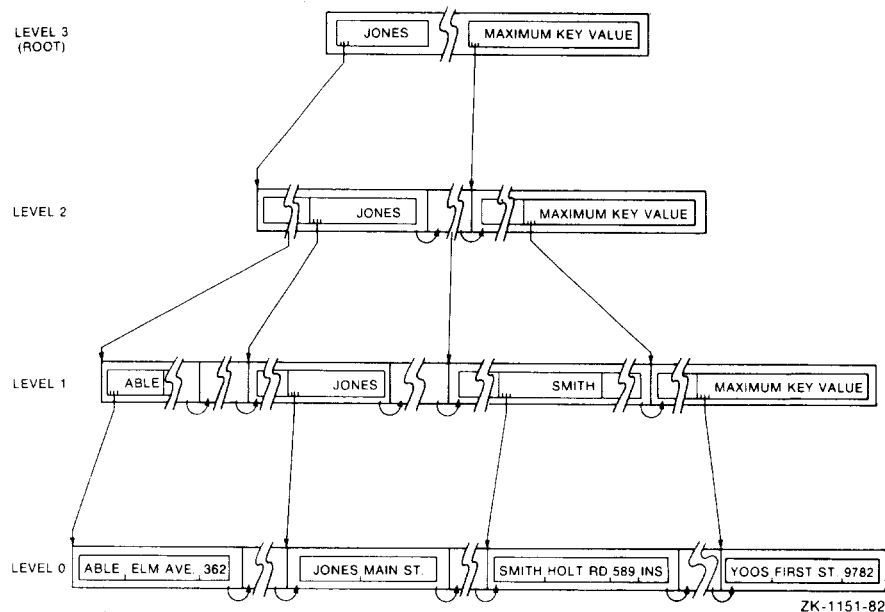 LEVEL 3
(ROOT)
JONES
MAXIMUM KEY VALUE
LEVEL 2
JONES
MAXIMUM KEY VALUE
LEVEL 1
ABLE
JONES
SMITH
MAXIMUM KEY VALUE
LEVEL 0
ABLE ELM AVE. 362
JONES MAIN ST.
SMITH HOLT RD 589 INS
YOOS FIRST ST. 9782
ZK-1151-82